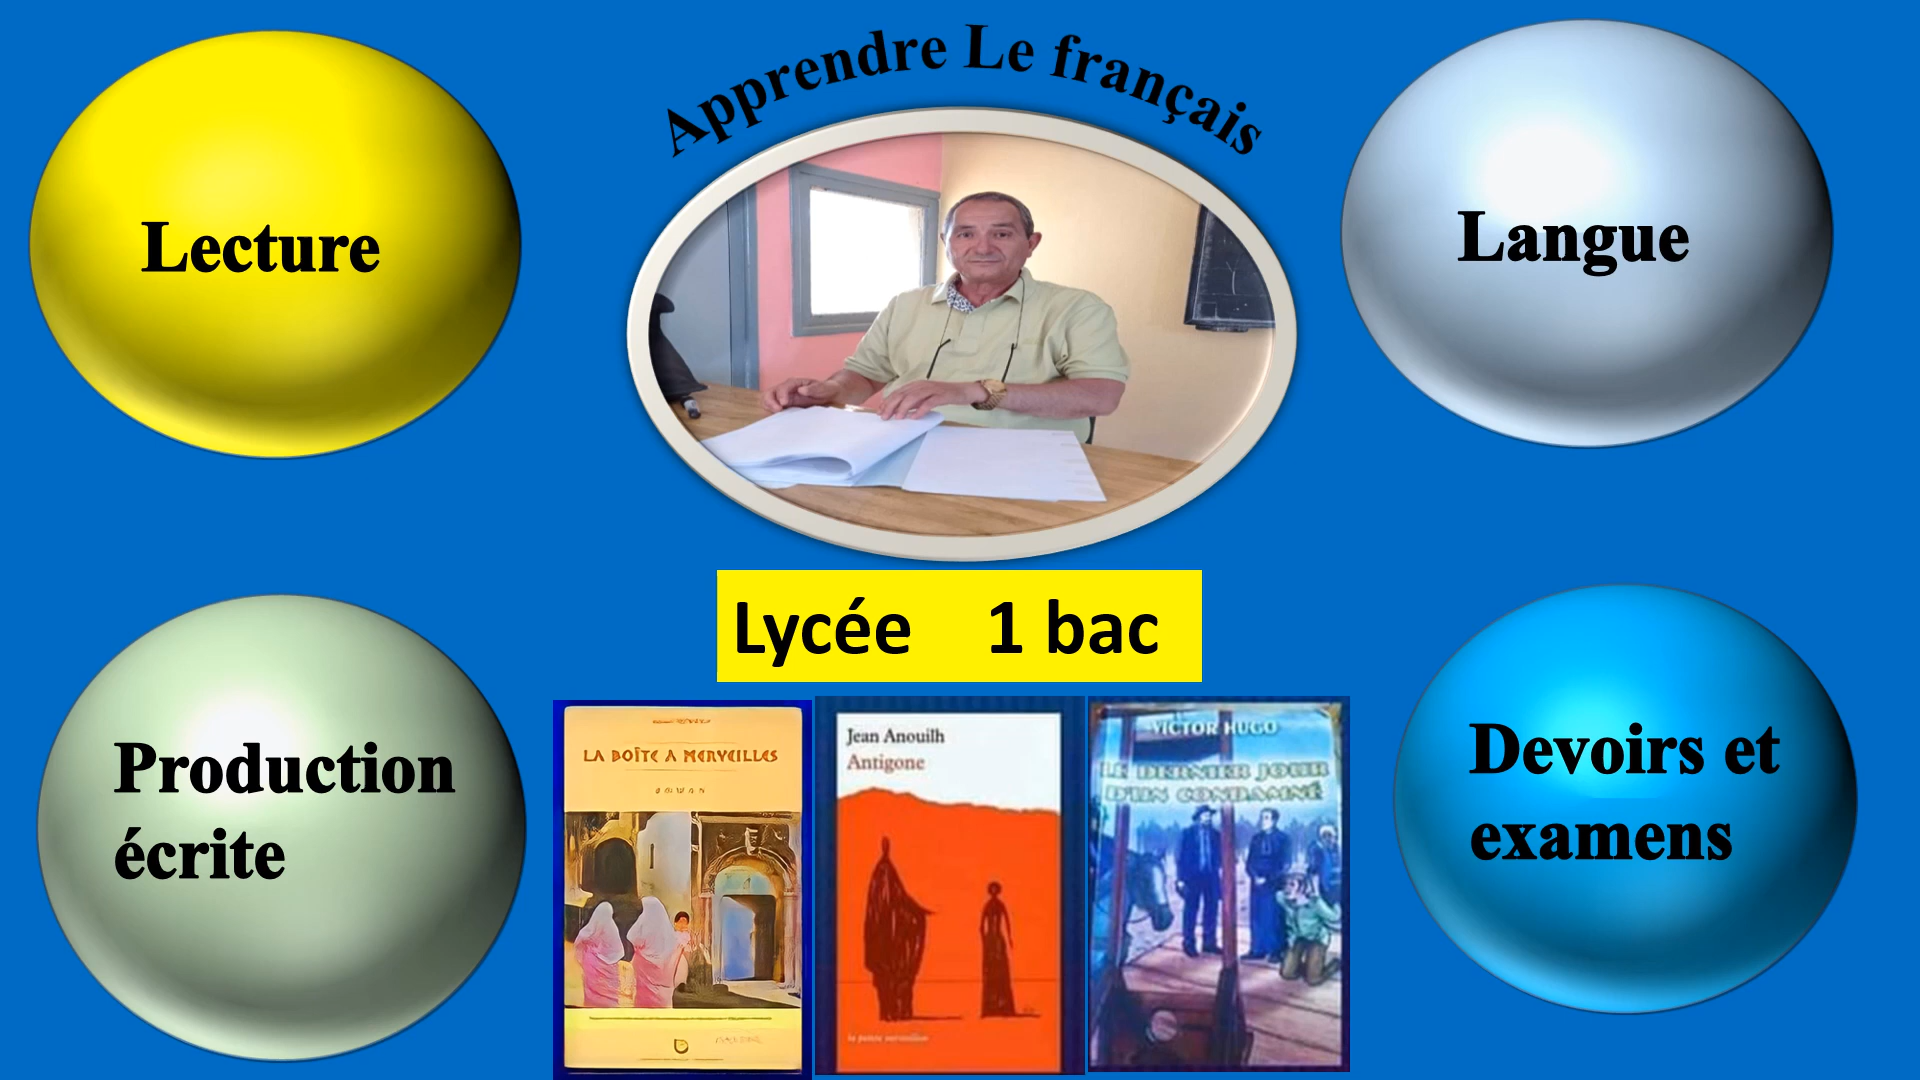 Apprendre Le français
Lecture
Langue
Lycée 1 bac
Production
écrite
Devoirs et
examens
LA BOÎTE A MERVEILLES
ROMAN
Jean Anouilh
Antigone
VICTOR HUGO
LE DERNIER JOUR
D'UN CONDAMNÉ